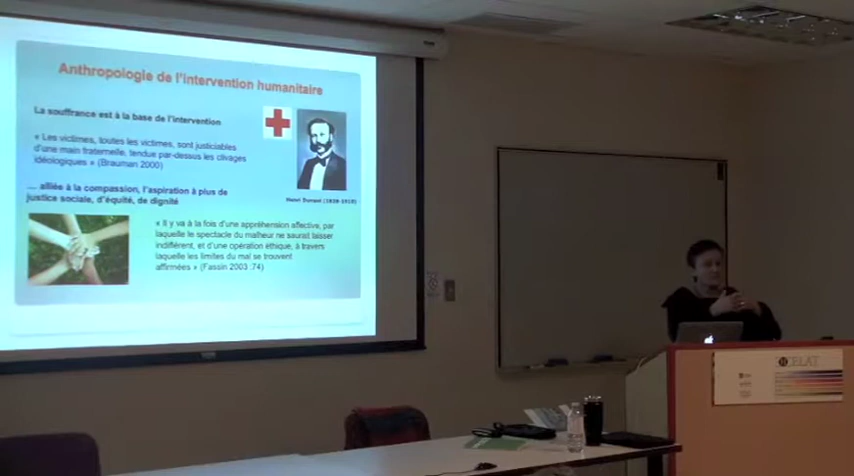 Anthropologie de l'intervention humanitaire
La souffrance est à la base de l'intervention
« Les victimes, toutes les victimes, sont justiciables
d'une main fraternelle, tendue par-dessus les clivages
idéologiques » (Brauman 2000)
Henri Dunant (1828-1910)
... alliée à la compassion, l'aspiration à plus de
justice sociale, d'équité, de dignité
« Il y va à la fois d'une appréhension affective, par
laquelle le spectacle du malheur ne saurait laisser
indifférent, et d'une opération éthique, à travers
laquelle les limites du mal se trouvent
affirmées » (Fassin 2003 :74)
CELAT